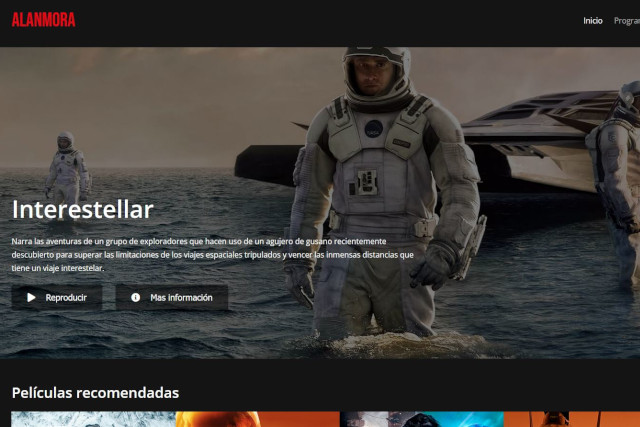 ALANMORA
Inicio
Interestellar
Narra las aventuras de un grupo de exploradores que hacen uso de un agujero de gusano recientemente
descubierto para superar las limitaciones de los viajes espaciales tripulados y vencer las inmensas distancias que
tiene un viaje interestelar.
Reproducir
Mas información
Películas recomendadas